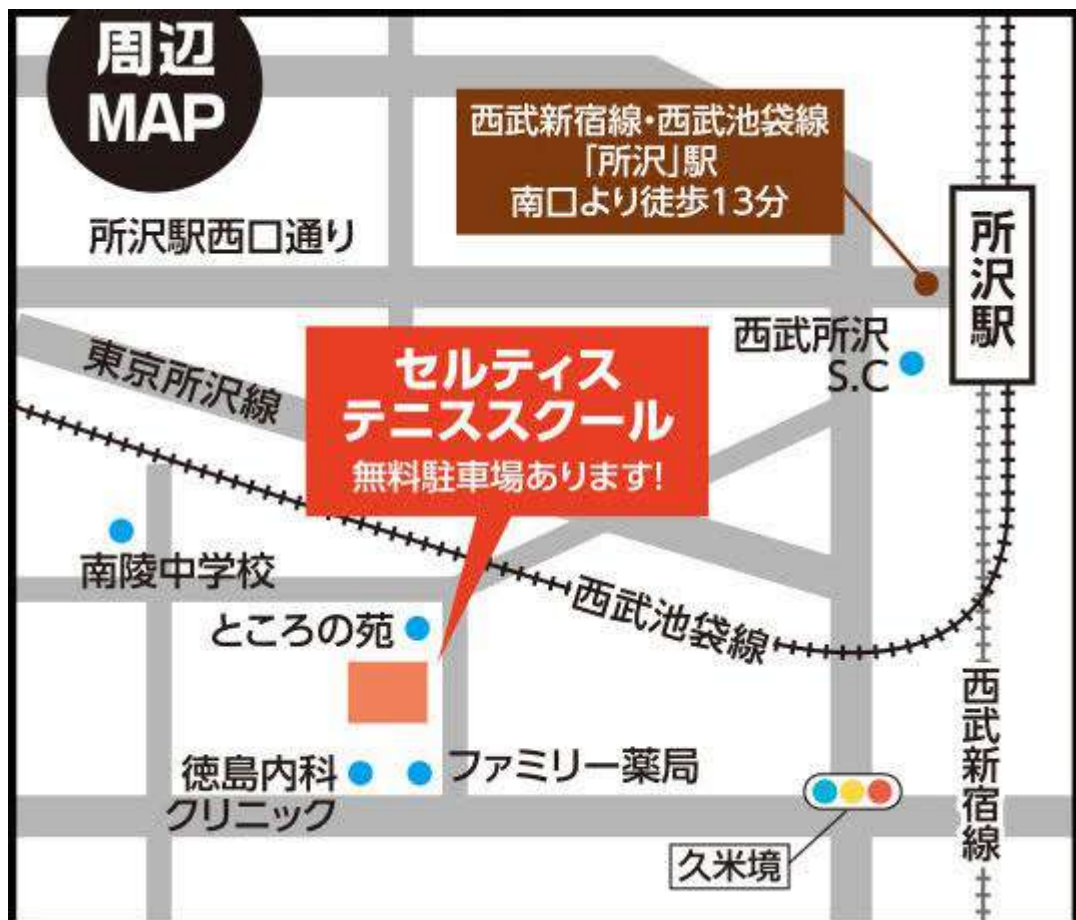 周辺
MAP
西武新宿線・西武池袋線
「所沢」駅
南口より徒歩13分
所沢駅西口通り
所沢駅
西武所沢
S.C
東京所沢線
セルティス
テニススクール
無料駐車場あります!
南陵中学校
ところの苑
西武池袋線
西武新宿線
徳島内科
クリニック
ファミリー薬局
久米境